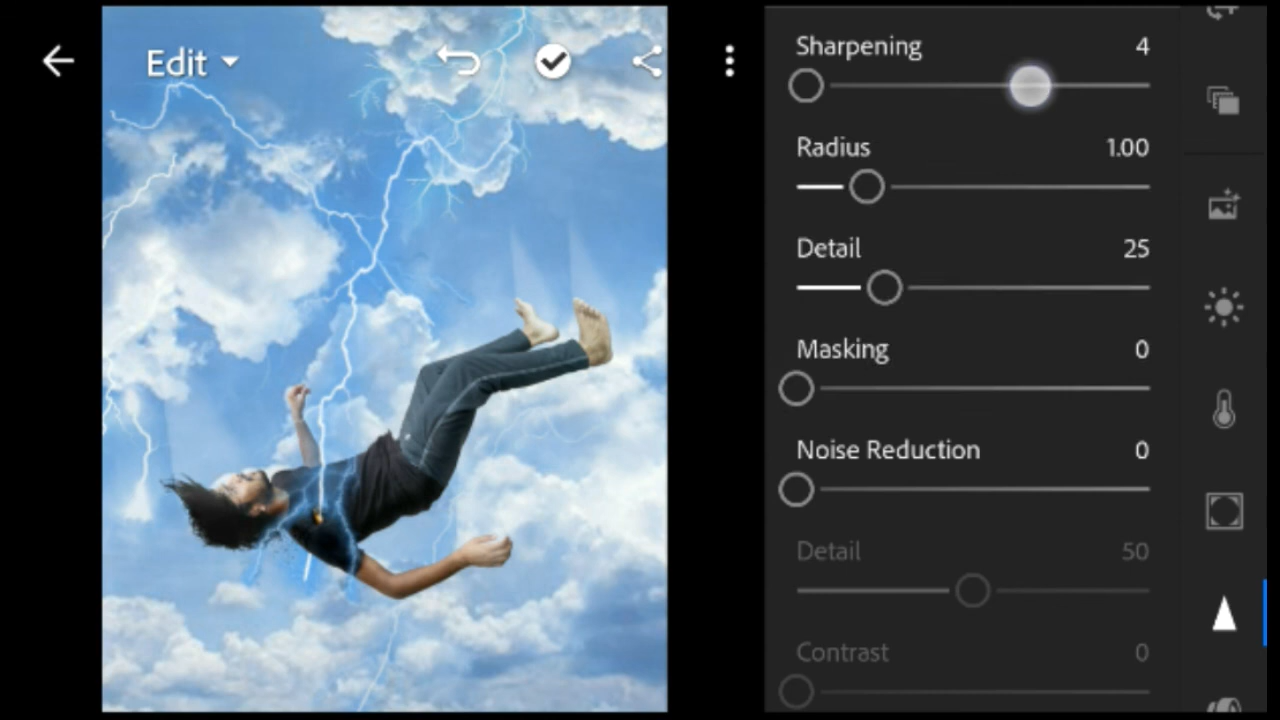 Edit
Sharpening 4
Radius 1.00
Detail 25
Masking 0
Noise Reduction 0
Detail 50
Contrast 0